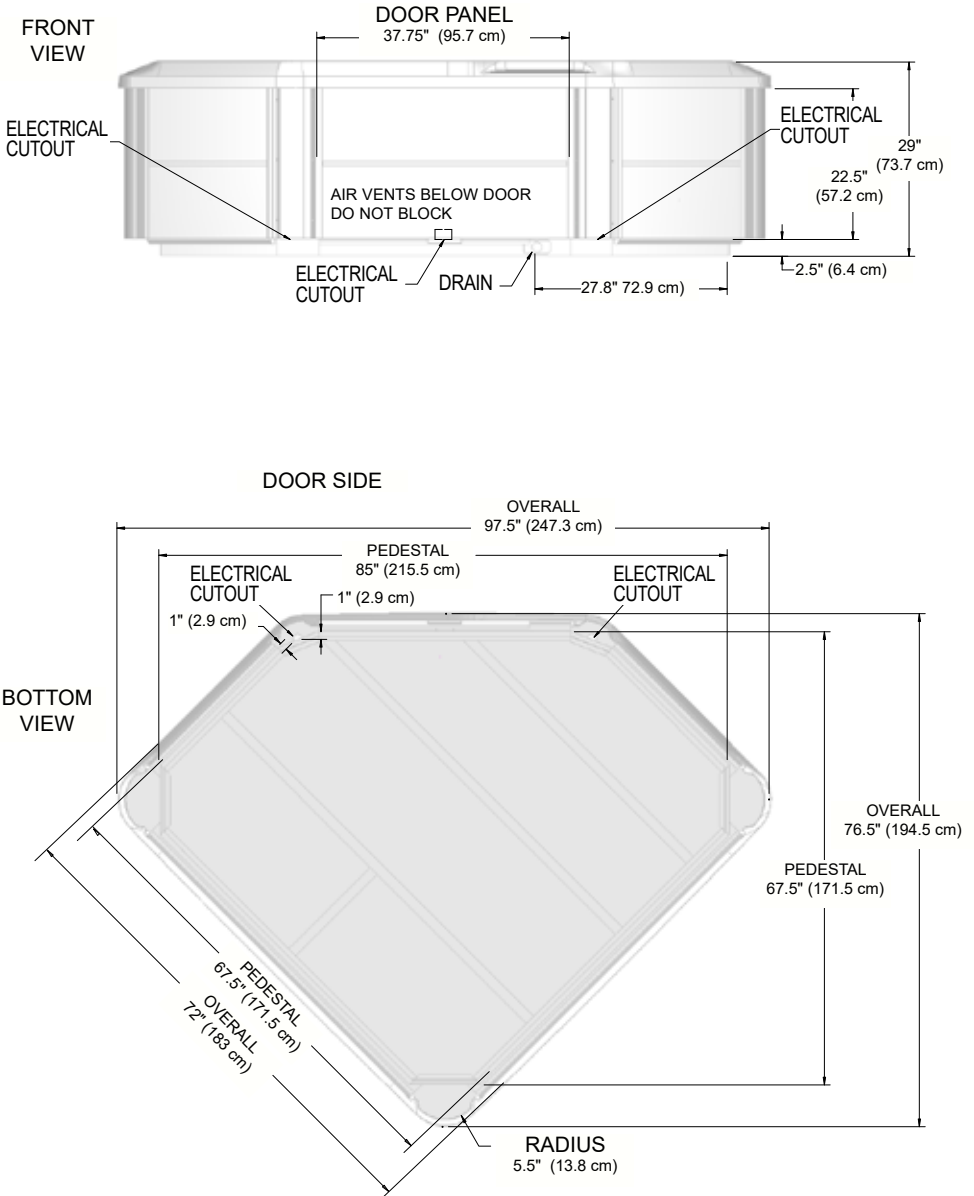 FRONT
VIEW
DOOR PANEL
37.75" (95.7 cm)
ELECTRICAL
CUTOUT
ELECTRICAL
CUTOUT
29"
(73.7 cm)
22.5"
(57.2 cm)
AIR VENTS BELOW DOOR
DO NOT BLOCK
ELECTRICAL
CUTOUT
DRAIN
27.8" 72.9 cm)
2.5" (6.4 cm)
DOOR SIDE
OVERALL
97.5" (247.3 cm)
PEDESTAL
85" (215.5 cm)
ELECTRICAL
CUTOUT
1" (2.9 cm)
1" (2.9 cm)
ELECTRICAL
CUTOUT
BOTTOM
VIEW
OVERALL
76.5" (194.5 cm)
PEDESTAL
67.5" (171.5 cm)
PEDESTAL
67.5" (171.5 cm)
OVERALL
72" (183 cm)
RADIUS
5.5" (13.8 cm)